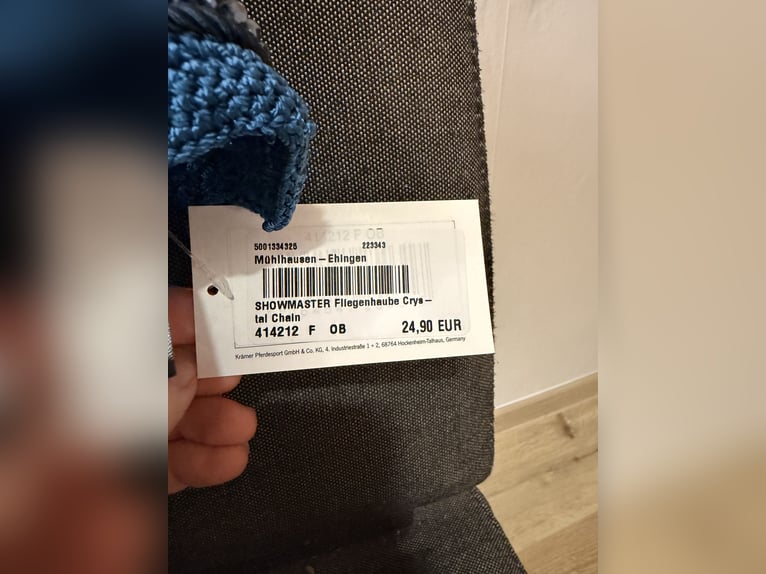 5001334325 223343
Mühlhausen-Ehingen
SHOWMASTER Fliegenhaube Crys-
tal Chain
414212 F OB 24,90 EUR
Krämer Pferdesport GmbH & Co. KG, 4. Industriestraße 1 + 2, 68764 Hockenheim-Talhaus, Germany